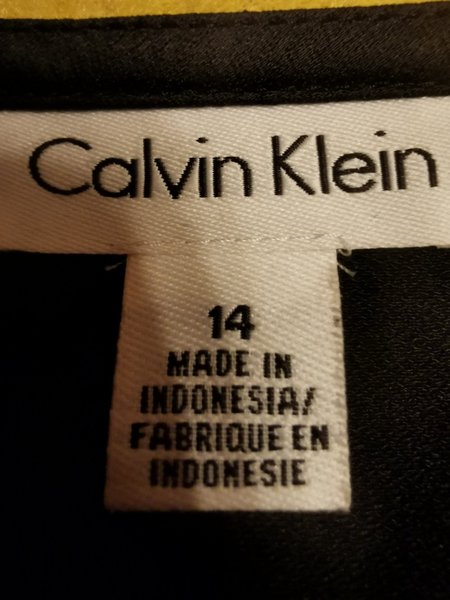 Calvin Klein
14
MADE IN
INDONESIA/
FABRIQUE EN
INDONESIE